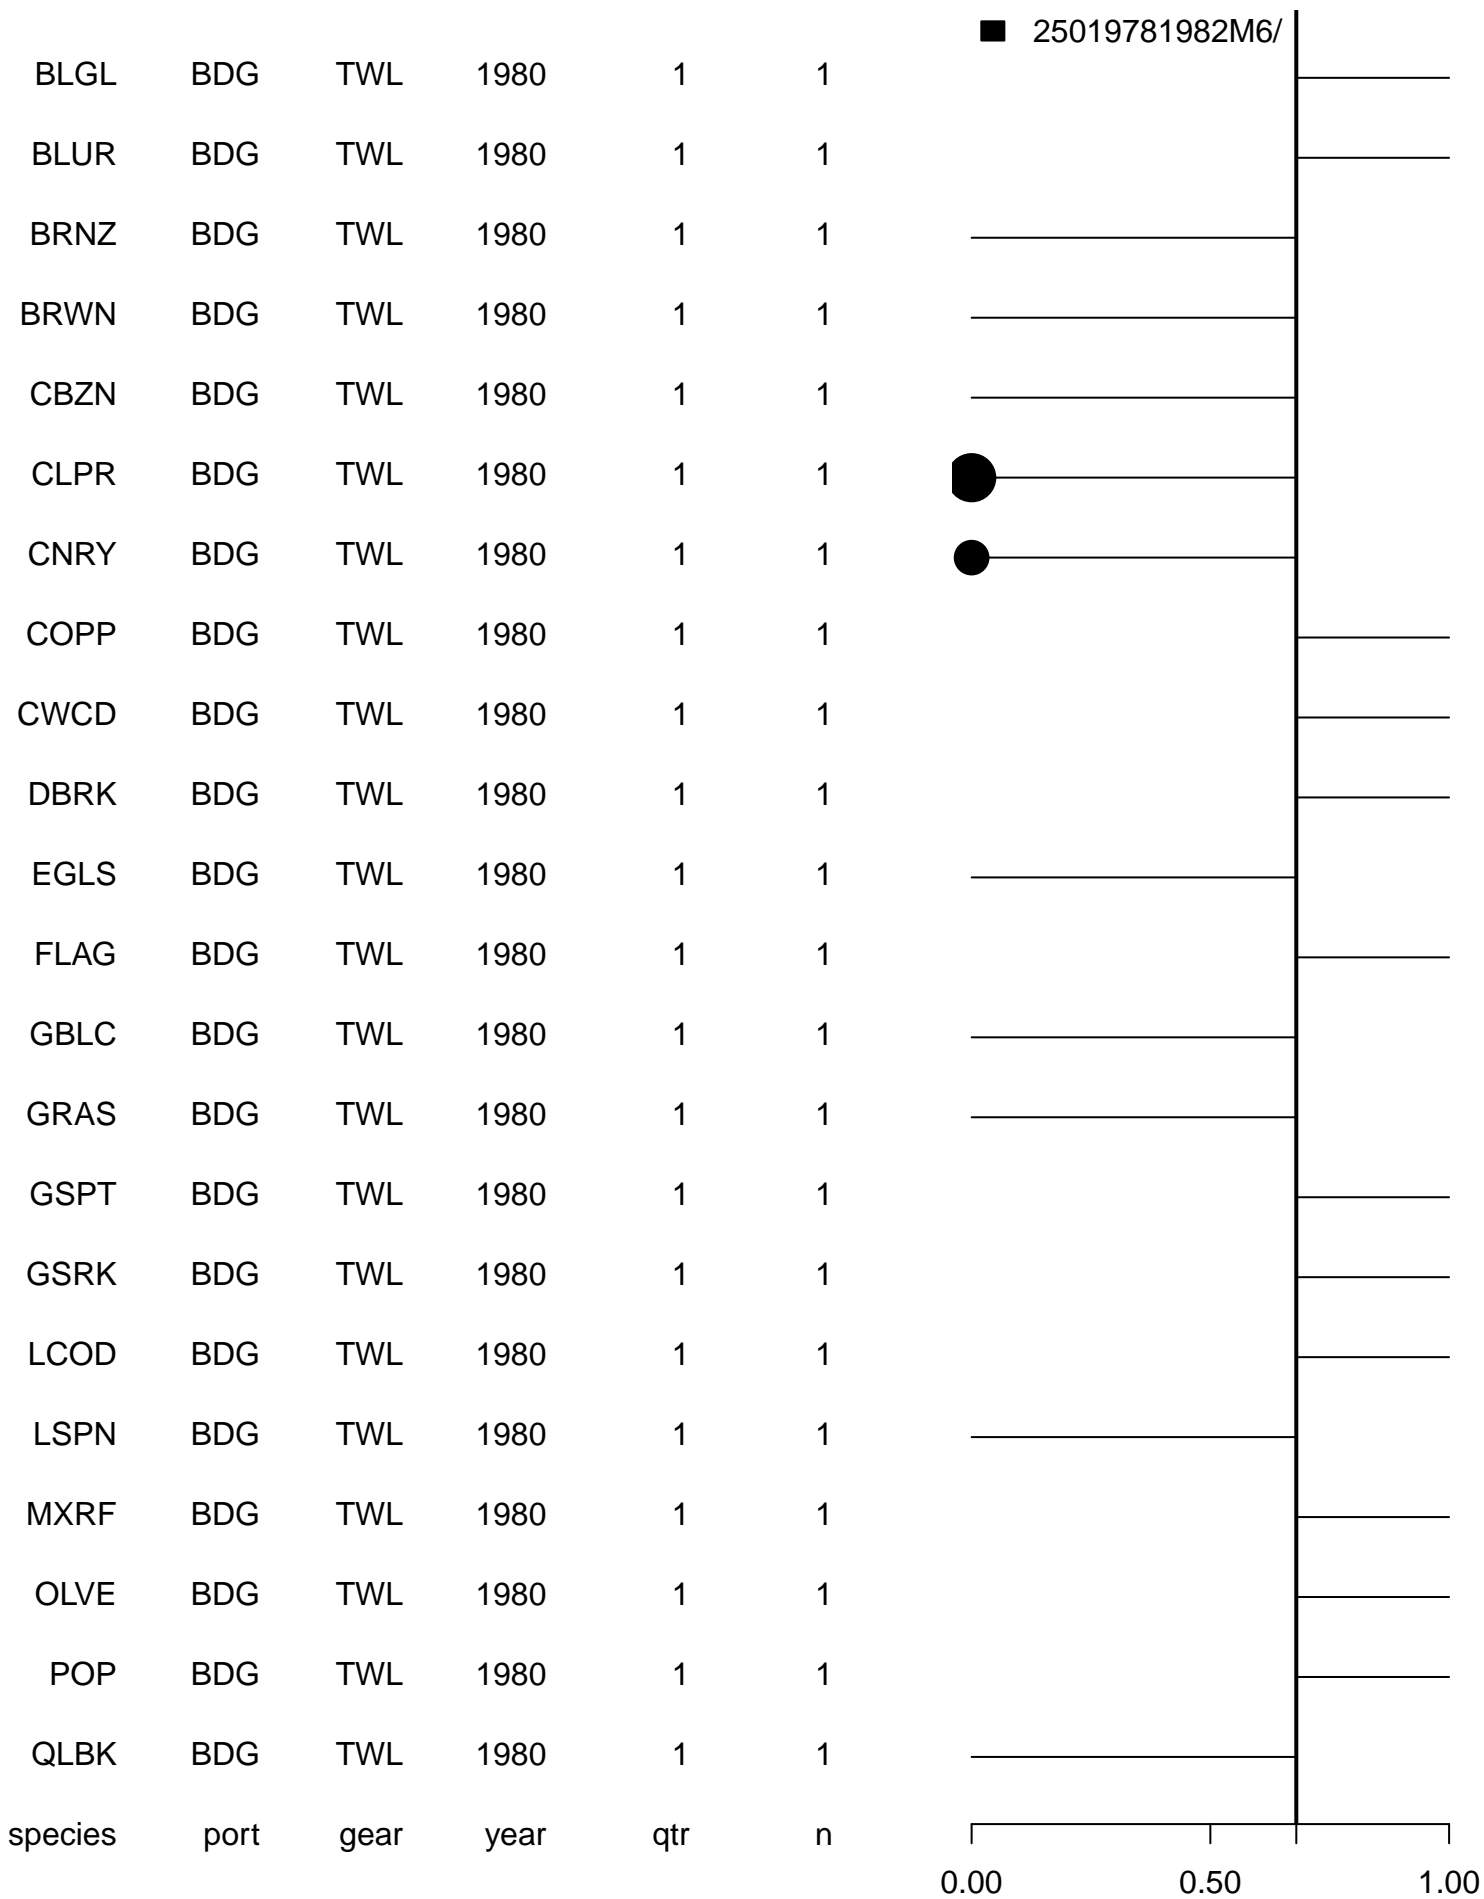 25019781982M6/
BLGL BDG TWL 1980 1 1
BLUR BDG TWL 1980 1 1
BRNZ BDG TWL 1980 1 1
BRWN BDG TWL 1980 1 1
CBZN BDG TWL 1980 1 1
CLPR BDG TWL 1980 1 1
CNRY BDG TWL 1980 1 1
COPP BDG TWL 1980 1 1
CWCD BDG TWL 1980 1 1
DBRK BDG TWL 1980 1 1
EGLS BDG TWL 1980 1 1
FLAG BDG TWL 1980 1 1
GBLC BDG TWL 1980 1 1
GRAS BDG TWL 1980 1 1
GSPT BDG TWL 1980 1 1
GSRK BDG TWL 1980 1 1
LCOD BDG TWL 1980 1 1
LSPN BDG TWL 1980 1 1
MXRF BDG TWL 1980 1 1
OLVE BDG TWL 1980 1 1
POP BDG TWL 1980 1 1
QLBK BDG TWL 1980 1 1
species port gear year qtr n
0.00 0.50 1.00